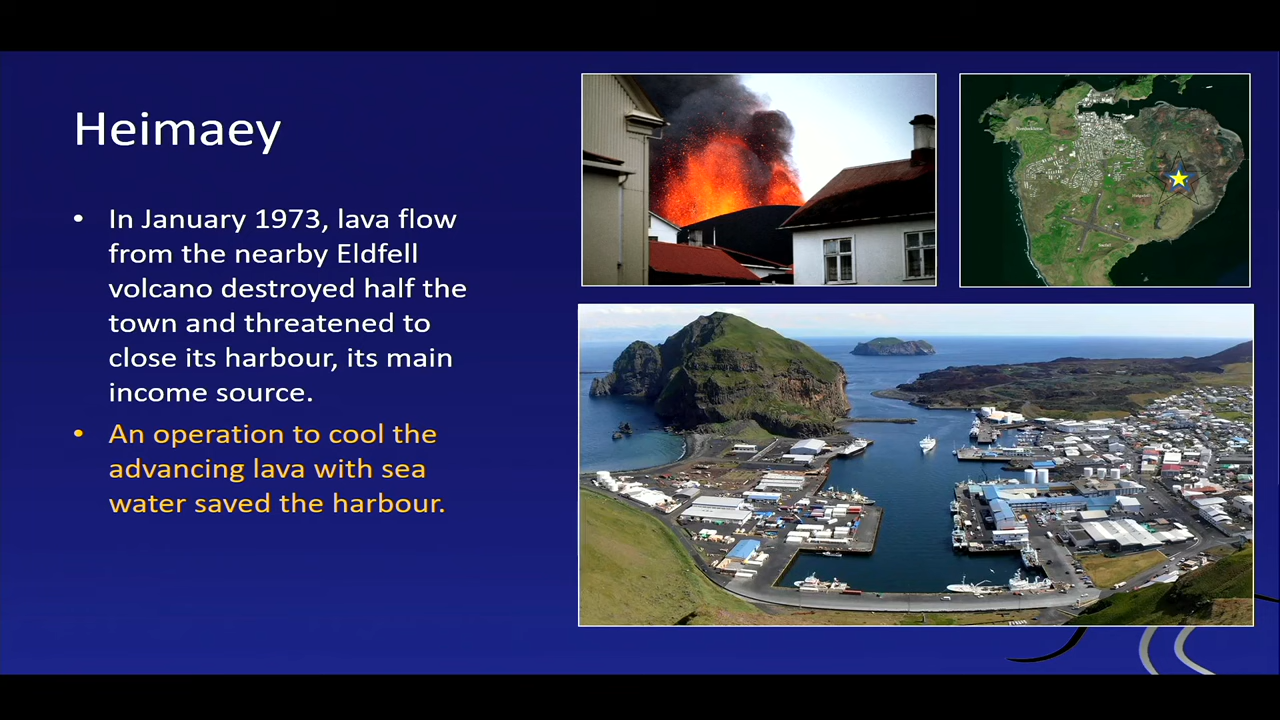 Heimaey
• In January 1973, lava flow
from the nearby Eldfell
volcano destroyed half the
town and threatened to
close its harbour, its main
income source.
• An operation to cool the
advancing lava with sea
water saved the harbour.